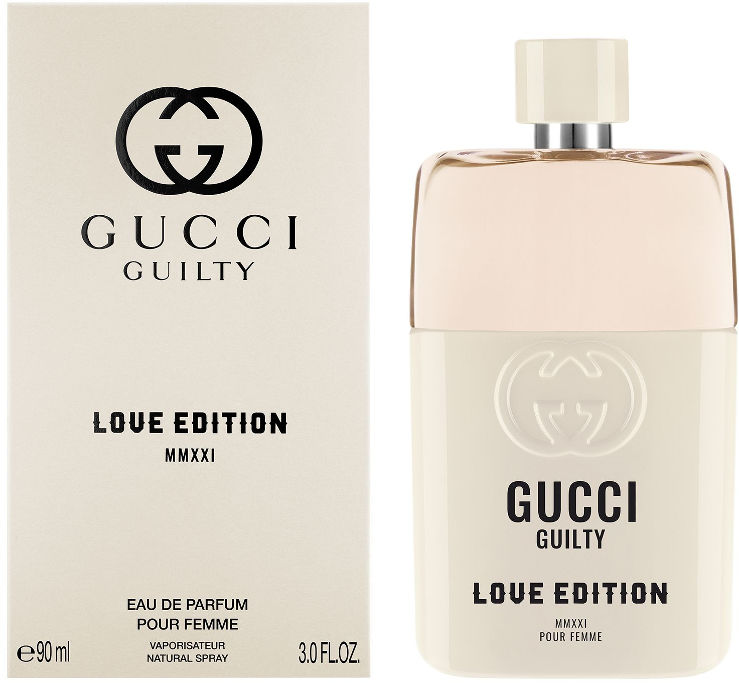 GUCCI
GUILTY
LOVE EDITION
MMXXI
EAU DE PARFUM
POUR FEMME
VAPORISATEUR
NATURAL SPRAY
℮90 ml
3.0 FL.OZ.
GUCCI
GUILTY
LOVE EDITION
MMXXI
POUR FEMME